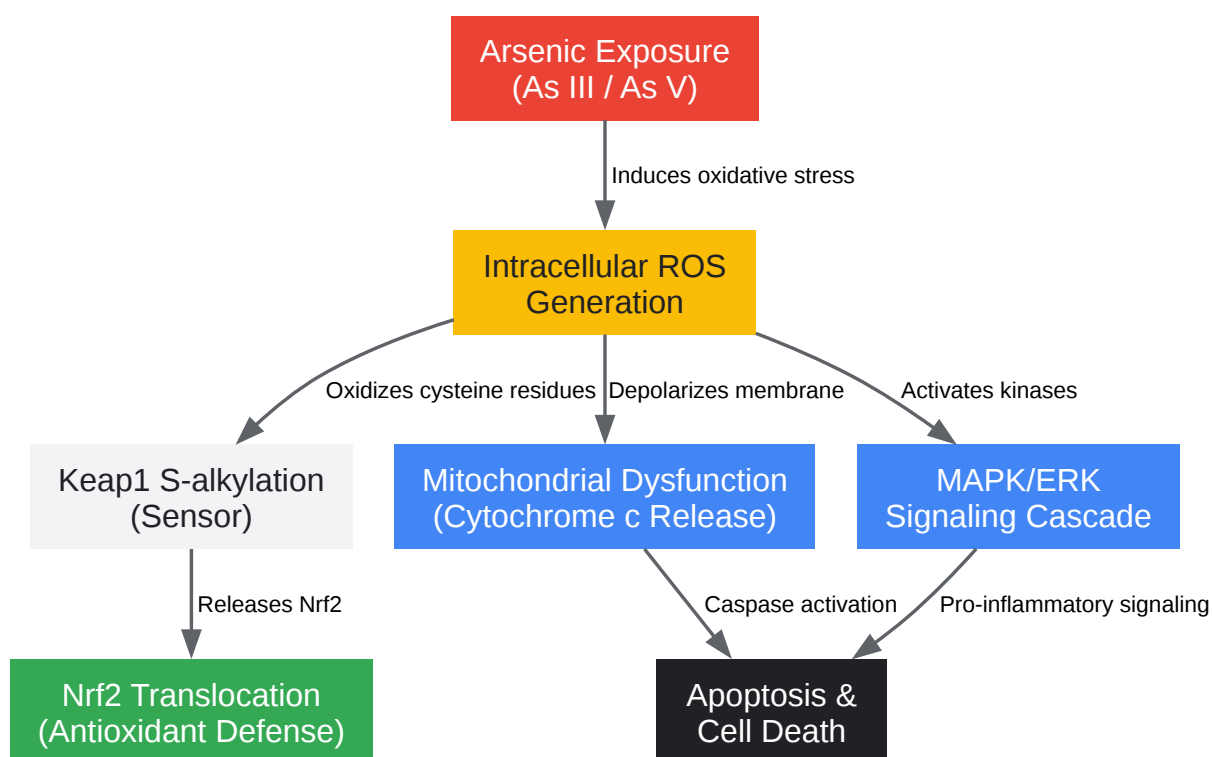 Arsenic Exposure
(As III / As V)
Induces oxidative stress
Intracellular ROS
Generation
Oxidizes cysteine residues
Depolarizes membrane
Activates kinases
Keap1 S-alkylation
(Sensor)
Mitochondrial Dysfunction
(Cytochrome c Release)
MAPK/ERK
Signaling Cascade
Releases Nrf2
Caspase activation
Pro-inflammatory signaling
Nrf2 Translocation
(Antioxidant Defense)
Apoptosis &
Cell Death